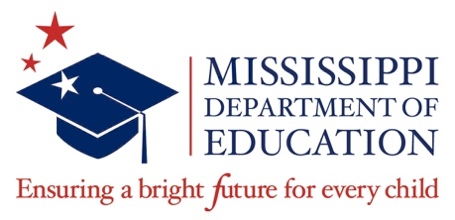 MISSISSIPPI
DEPARTMENT OF
EDUCATION
Ensuring a bright future for every child